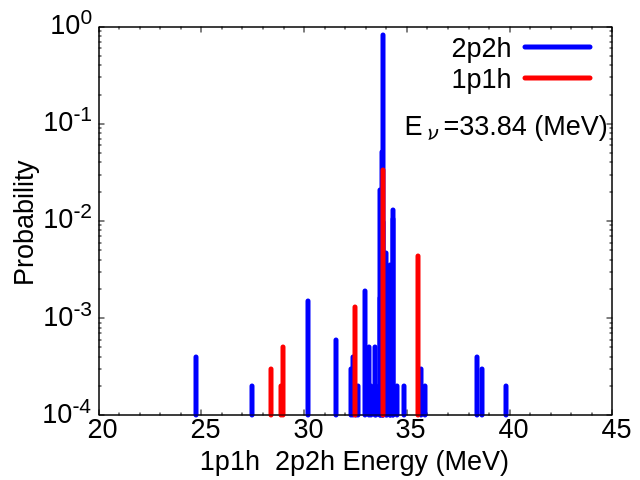 10^0
2p2h
1p1h
10^-1
E_ν=33.84 (MeV)
10^-2
Probability
10^-3
10^-4
20 25 30 35 40 45
1p1h 2p2h Energy (MeV)